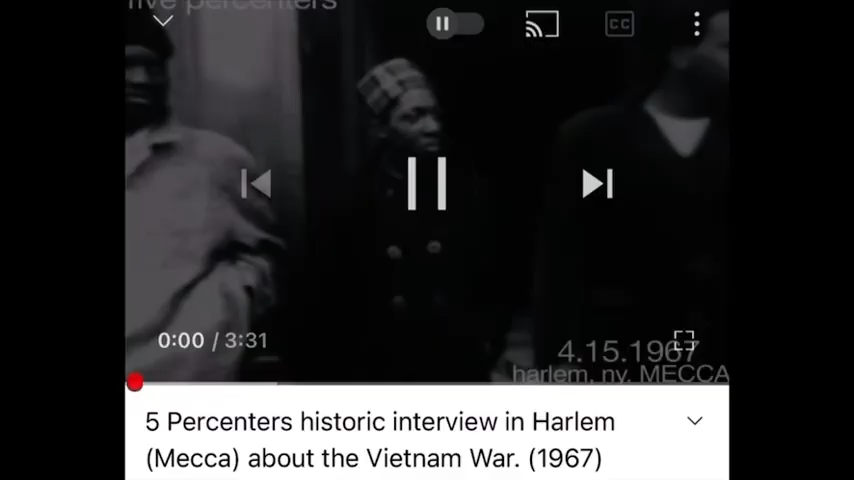 five percenters
CC
0:00 / 3:31
4.15.1967
harlem, ny. MECCA
5 Percenters historic interview in Harlem
(Mecca) about the Vietnam War. (1967)